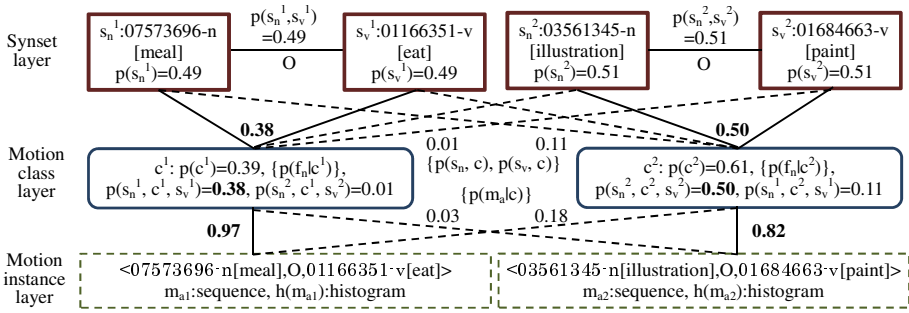 Synset layer
s_n^1:07573696-n [meal] p(s_n^1)=0.49
p(s_n^1,s_v^1) =0.49
O
s_v^1:01166351-v [eat] p(s_v^1)=0.49
s_n^2:03561345-n [illustration] p(s_n^2)=0.51
p(s_n^2,s_v^2) =0.51
O
s_v^2:01684663-v [paint] p(s_v^2)=0.51
0.38
0.01
0.11
0.50
{p(s_n, c), p(s_v, c)}
Motion class layer
c^1: p(c^1)=0.39, {p(f_n|c^1)},
p(s_n^1, c^1, s_v^1)=0.38, p(s_n^2, c^1, s_v^2)=0.01
c^2: p(c^2)=0.61, {p(f_n|c^2)},
p(s_n^2, c^2, s_v^2)=0.50, p(s_n^1, c^2, s_v^1)=0.11
{p(m_a|c)}
0.97
0.03
0.18
0.82
Motion instance layer
<07573696-n[meal],O,01166351-v[eat]>
m_a1:sequence, h(m_a1):histogram
<03561345-n[illustration],O,01684663-v[paint]>
m_a2:sequence, h(m_a2):histogram